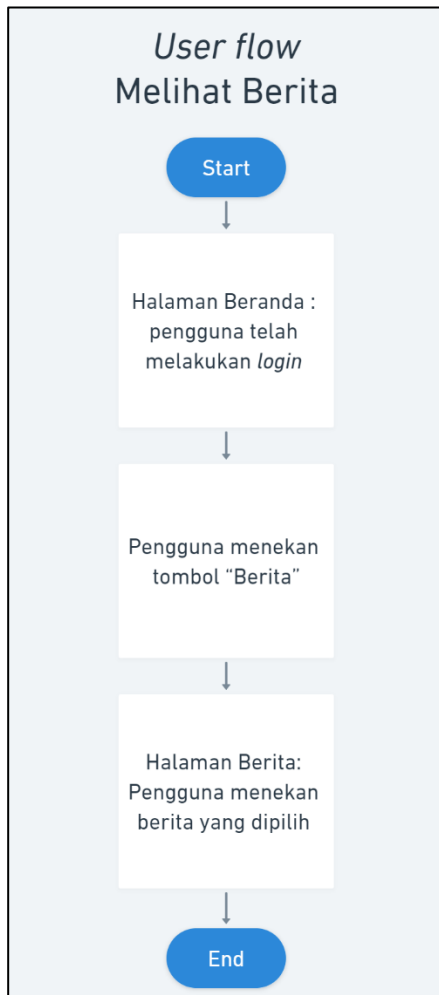 User flow
Melihat Berita
Start
Halaman Beranda :
pengguna telah
melakukan login
Pengguna menekan
tombol “Berita”
Halaman Berita:
Pengguna menekan
berita yang dipilih
End